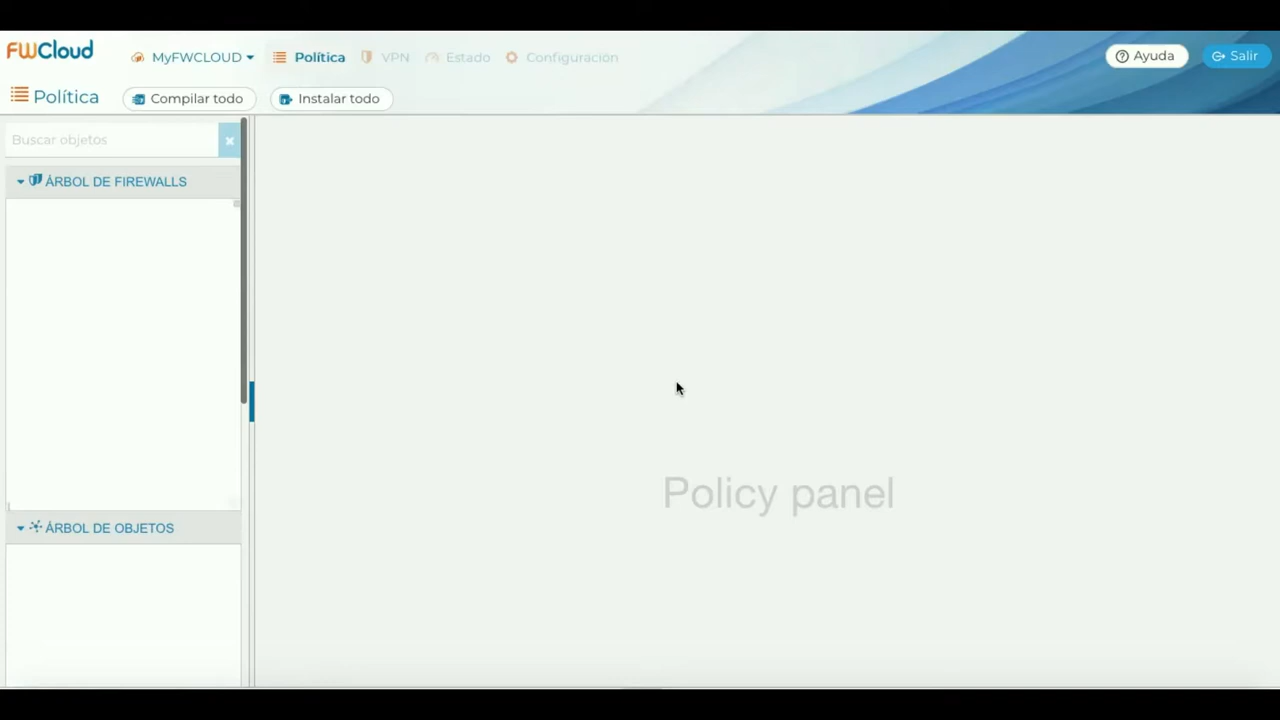 FWCloud
MyFWCLOUD
Política
VPN
Estado
Configuración
Ayuda
Salir
Política
Compilar todo
Instalar todo
Buscar objetos
ÁRBOL DE FIREWALLS
Policy panel
ÁRBOL DE OBJETOS